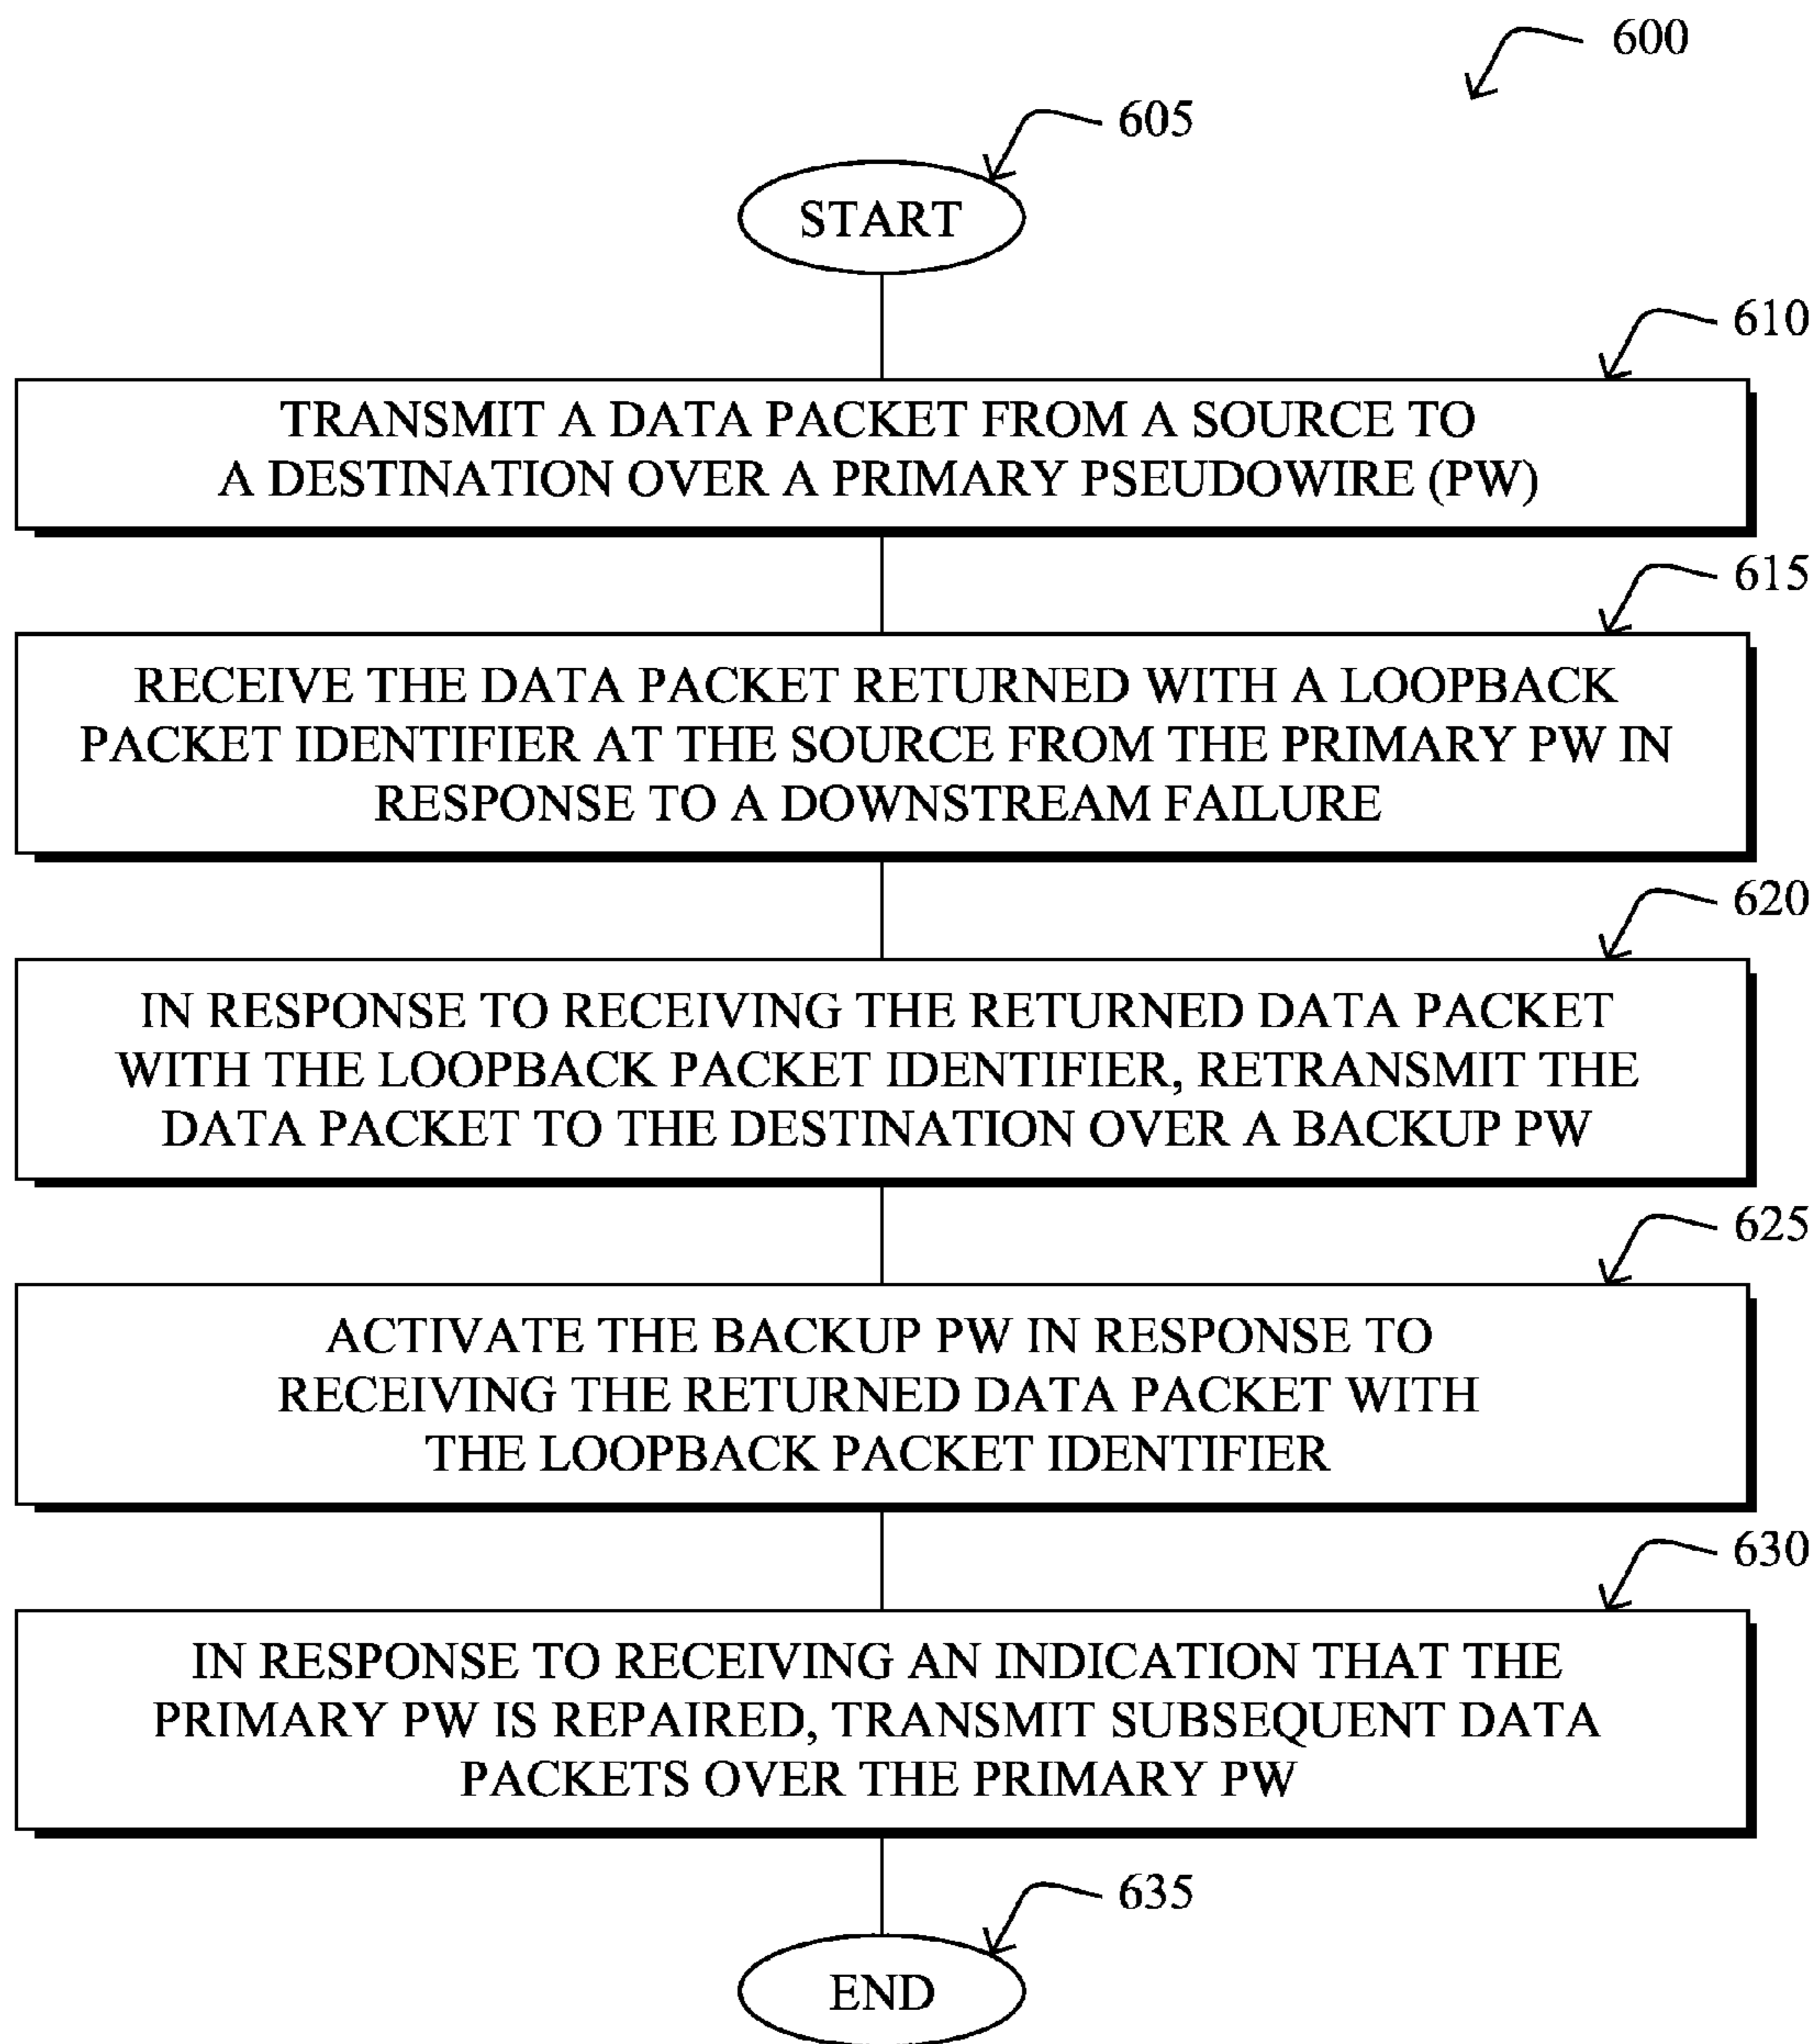 600
605
START
610
TRANSMIT A DATA PACKET FROM A SOURCE TO
A DESTINATION OVER A PRIMARY PSEUDOWIRE (PW)
615
RECEIVE THE DATA PACKET RETURNED WITH A LOOPBACK
PACKET IDENTIFIER AT THE SOURCE FROM THE PRIMARY PW IN
RESPONSE TO A DOWNSTREAM FAILURE
620
IN RESPONSE TO RECEIVING THE RETURNED DATA PACKET
WITH THE LOOPBACK PACKET IDENTIFIER, RETRANSMIT THE
DATA PACKET TO THE DESTINATION OVER A BACKUP PW
625
ACTIVATE THE BACKUP PW IN RESPONSE TO
RECEIVING THE RETURNED DATA PACKET WITH
THE LOOPBACK PACKET IDENTIFIER
630
IN RESPONSE TO RECEIVING AN INDICATION THAT THE
PRIMARY PW IS REPAIRED, TRANSMIT SUBSEQUENT DATA
PACKETS OVER THE PRIMARY PW
635
END